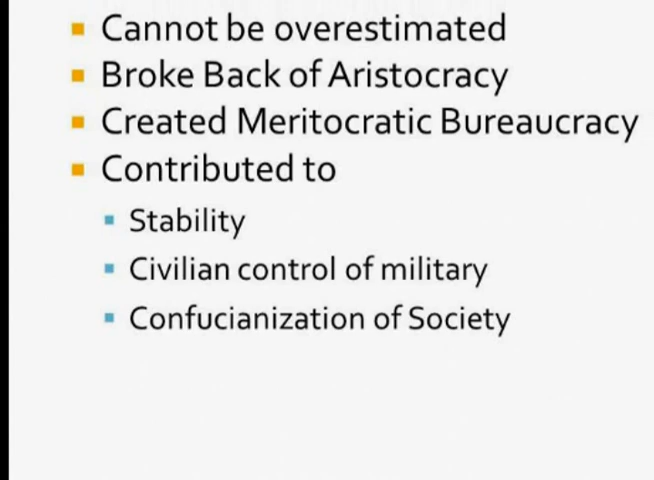 Cannot be overestimated
Broke Back of Aristocracy
Created Meritocratic Bureaucracy
Contributed to
Stability
Civilian control of military
Confucianization of Society